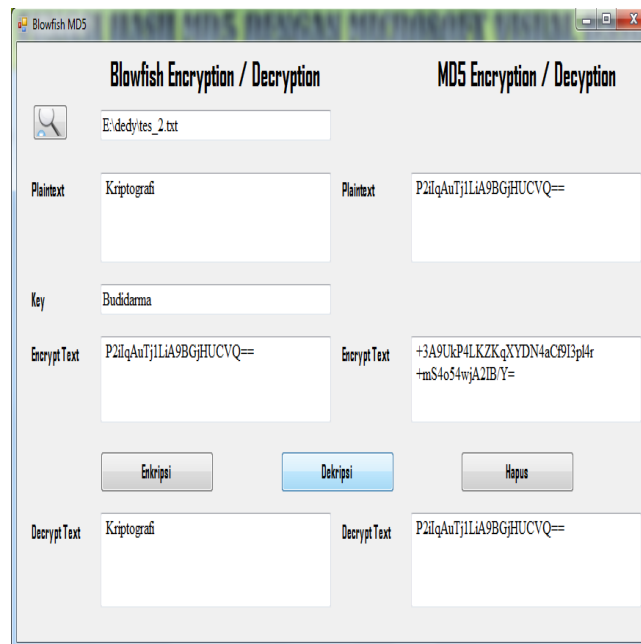 Blowfish MD5
Blowfish Encryption / Decryption
MD5 Encryption / Decyption
E:\dedy\tes_2.txt
Plaintext
Kriptografi
Plaintext
P2iIqAuTj1LiA9BGjHUCVQ==
Key
Budidarma
Encrypt Text
P2iIqAuTj1LiA9BGjHUCVQ==
Encrypt Text
+3A9UkP4LKZKqXYDN4aCf9I3pl4r
+mS4o54wjA2IB/Y=
Enkripsi
Dekripsi
Hapus
Decrypt Text
Kriptografi
Decrypt Text
P2iIqAuTj1LiA9BGjHUCVQ==